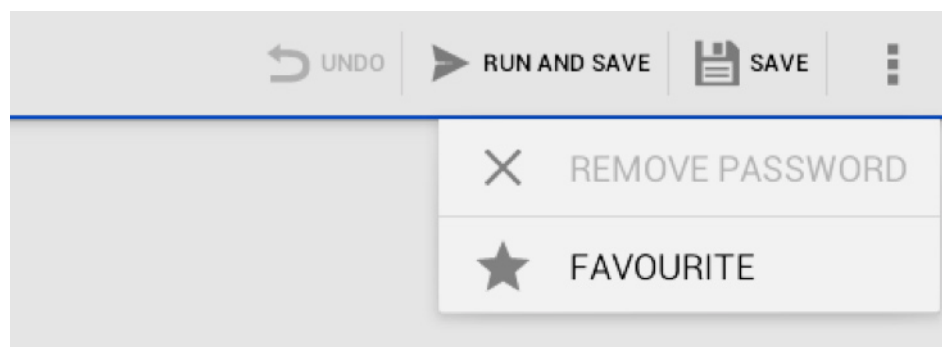 UNDO
RUN AND SAVE
SAVE
REMOVE PASSWORD
FAVOURITE